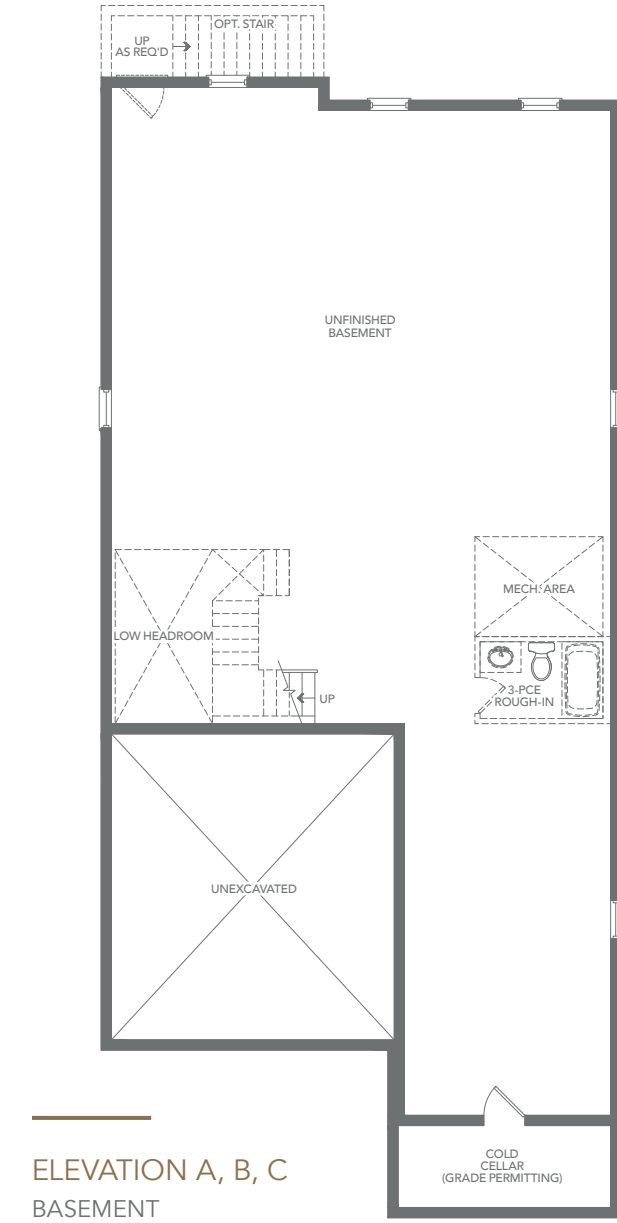 OPT. STAIR
UP
AS REQ'D
UNFINISHED
BASEMENT
MECH. AREA
LOW HEADROOM
3-PCE
ROUGH-IN
UP
UNEXCAVATED
COLD
CELLAR
(GRADE PERMITTING)
ELEVATION A, B, C
BASEMENT